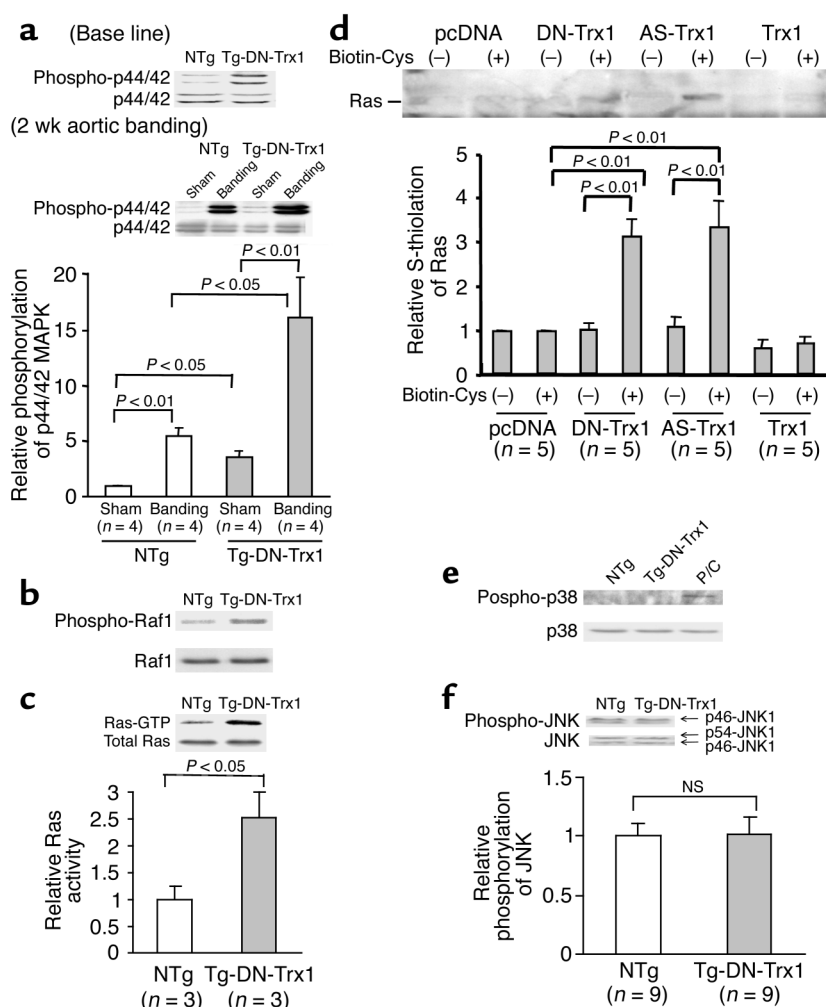 a (Base line)
NTg Tg-DN-Trx1
Phospho-p44/42
p44/42
(2 wk aortic banding)
NTg Tg-DN-Trx1
Sham Banding Sham Banding
Phospho-p44/42
p44/42
P < 0.01
P < 0.05
P < 0.05
P < 0.01
Relative phosphorylation
of p44/42 MAPK
20
15
10
5
0
Sham Banding Sham Banding
(n = 4) (n = 4) (n = 4) (n = 4)
NTg Tg-DN-Trx1
b
NTg Tg-DN-Trx1
Phospho-Raf1
Raf1
c
NTg Tg-DN-Trx1
Ras-GTP
Total Ras
P < 0.05
Relative Ras
activity
3
2.5
2
1.5
1
0.5
0
NTg Tg-DN-Trx1
(n = 3) (n = 3)
d
pcDNA DN-Trx1 AS-Trx1 Trx1
Biotin-Cys (–) (+) (–) (+) (–) (+) (–) (+)
Ras
P < 0.01
P < 0.01
P < 0.01 P < 0.01
Relative S-thiolation
of Ras
5
4
3
2
1
0
Biotin-Cys (–) (+) (–) (+) (–) (+) (–) (+)
pcDNA DN-Trx1 AS-Trx1 Trx1
(n = 5) (n = 5) (n = 5) (n = 5)
e
NTg Tg-DN-Trx1 P/C
Pospho-p38
p38
f
NTg Tg-DN-Trx1
Phospho-JNK p46-JNK1
p54-JNK1
JNK p46-JNK1
NS
Relative
phosphorylation
of JNK
1.5
1
0.5
0
NTg Tg-DN-Trx1
(n = 9) (n = 9)